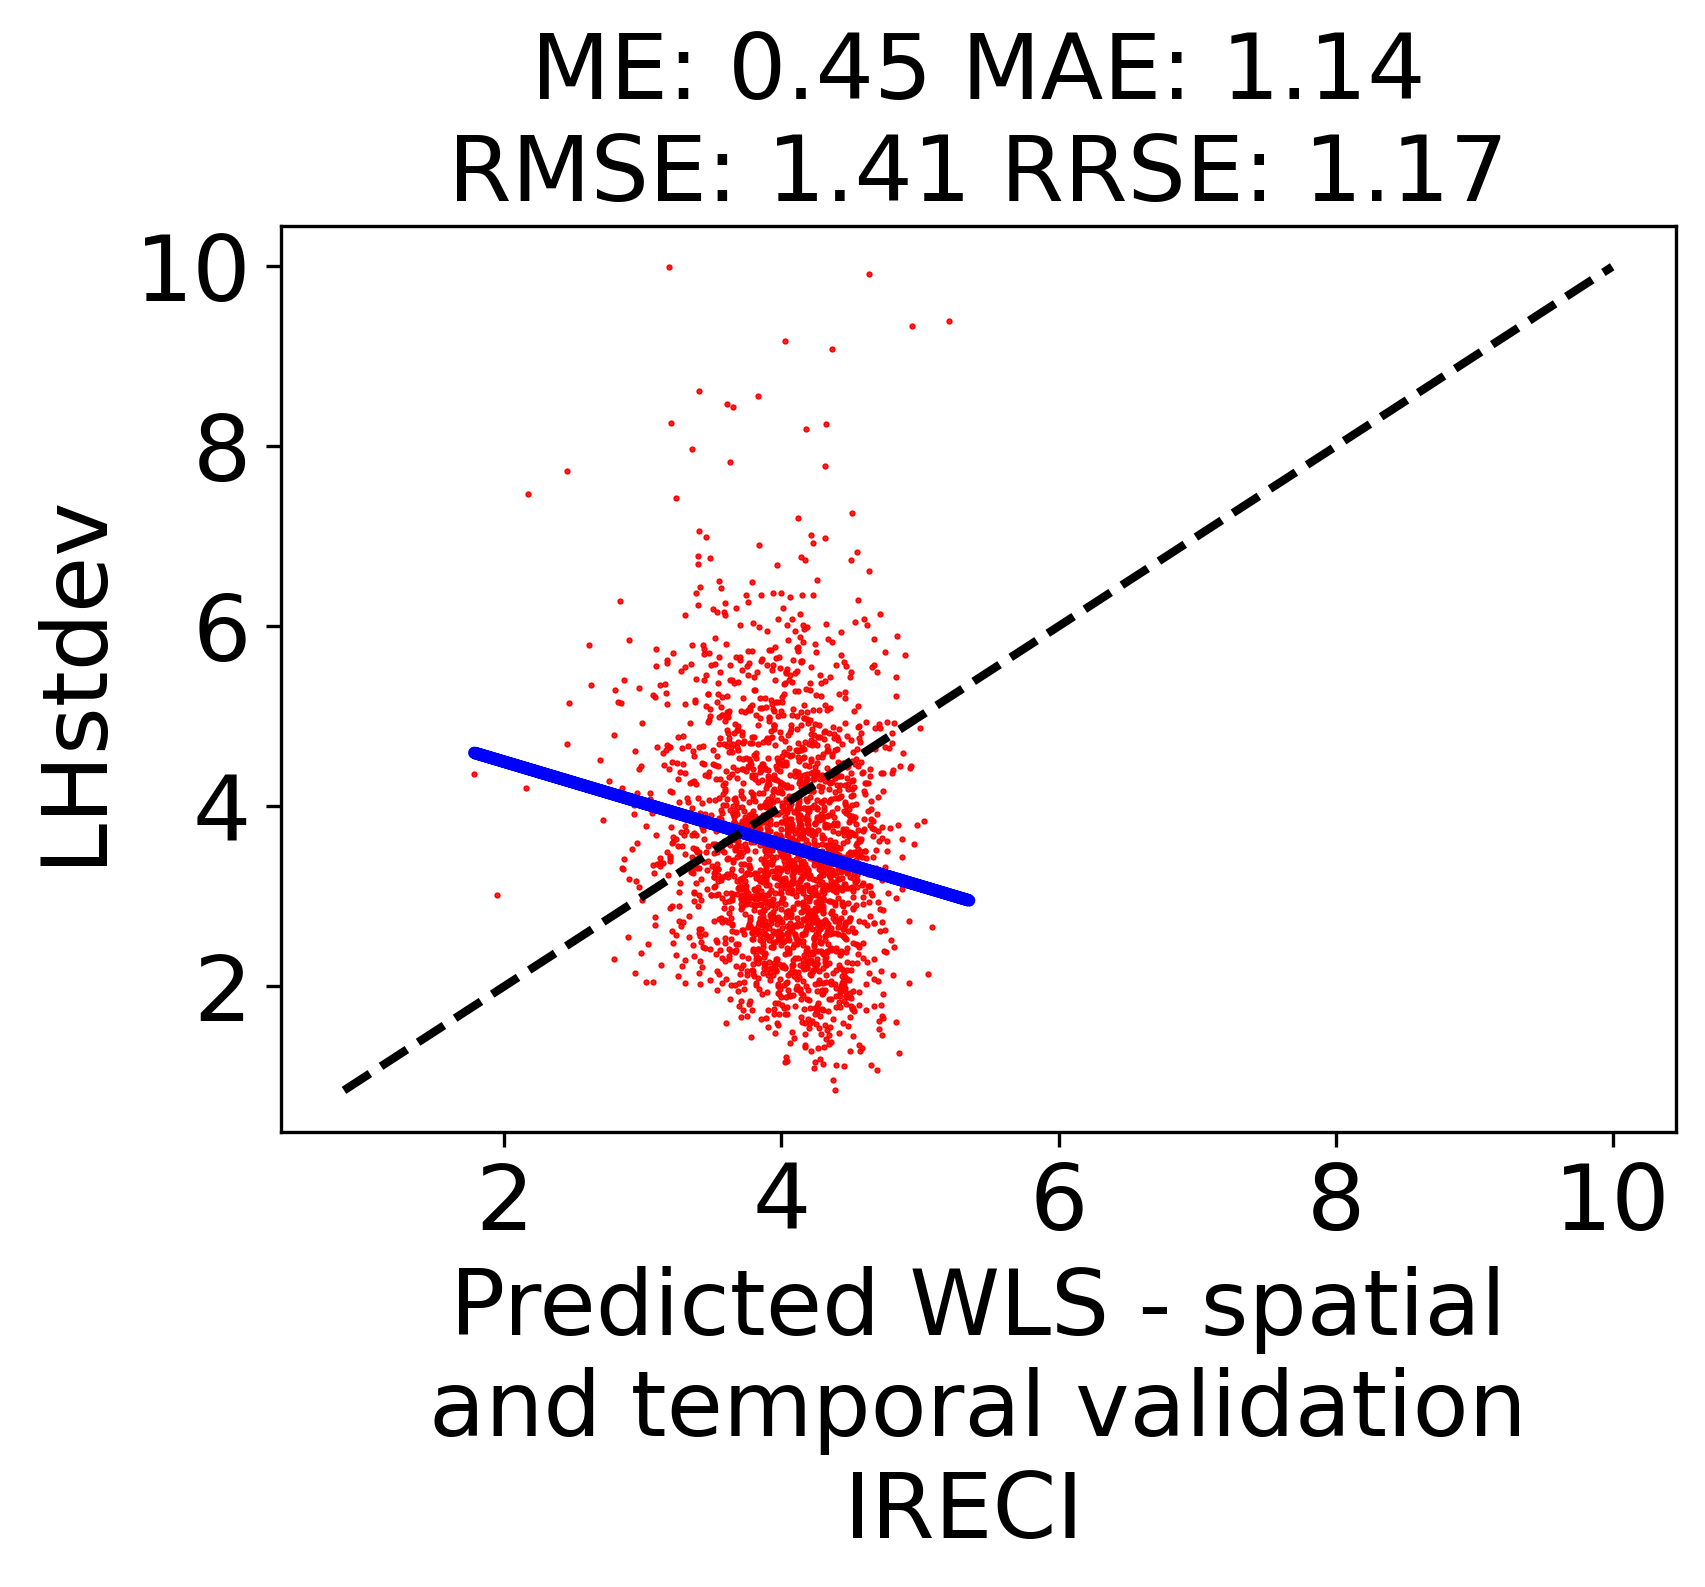 ME: 0.45 MAE: 1.14
RMSE: 1.41 RRSE: 1.17
10
8
6
4
2
LHstdev
2 4 6 8 10
Predicted WLS - spatial
and temporal validation
IRECI